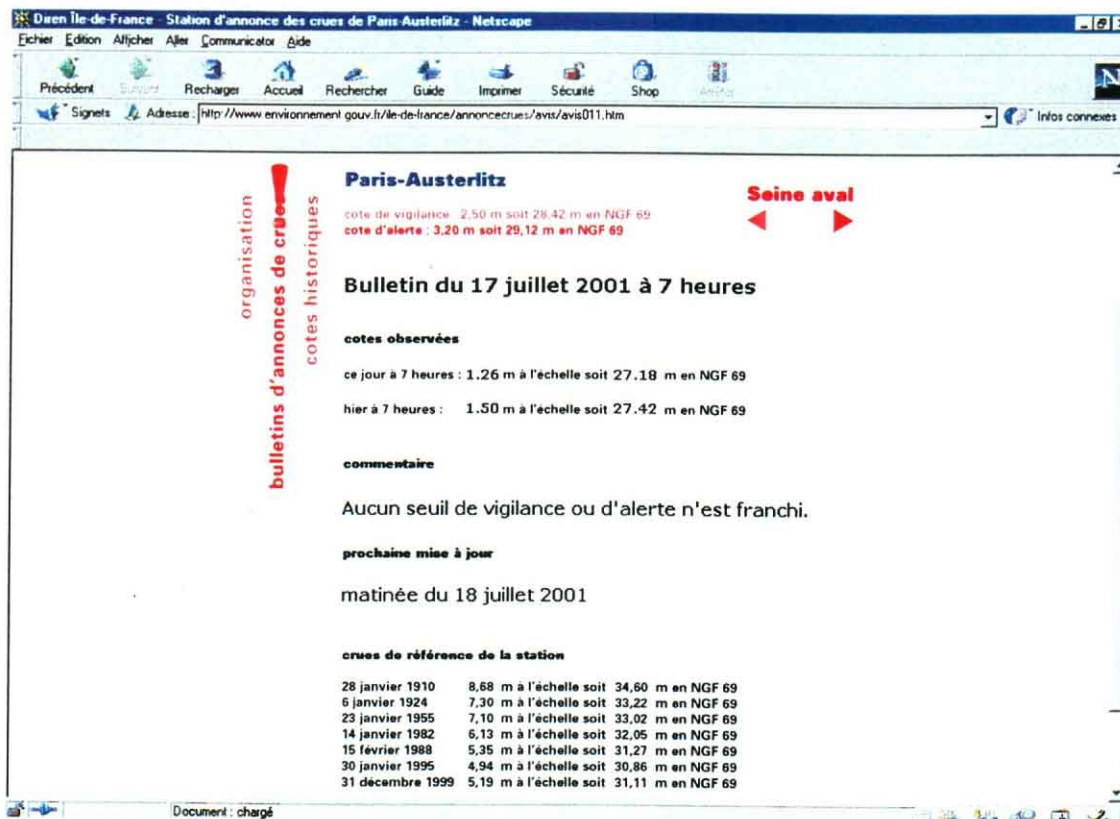 Diren Île-de-France - Station d'annonce des crues de Paris-Austerlitz - Netscape
Fichier Edition Afficher Aller Communicator Aide
Précédent Suivant Recharger Accueil Rechercher Guide Imprimer Sécurité Shop Arrêter
Signets Adresse : http://www.environnement.gouv.fr/ile-de-france/annoncecrues/avis/avis011.htm Infos connexes
organisation
bulletins d'annonces de crues
cotes historiques
Paris-Austerlitz
Seine aval
cote de vigilance : 2,50 m soit 28,42 m en NGF 69
cote d'alerte : 3,20 m soit 29,12 m en NGF 69
Bulletin du 17 juillet 2001 à 7 heures
cotes observées
ce jour à 7 heures : 1.26 m à l'échelle soit 27.18 m en NGF 69
hier à 7 heures : 1.50 m à l'échelle soit 27.42 m en NGF 69
commentaire
Aucun seuil de vigilance ou d'alerte n'est franchi.
prochaine mise à jour
matinée du 18 juillet 2001
crues de référence de la station
28 janvier 1910 8,68 m à l'échelle soit 34,60 m en NGF 69
6 janvier 1924 7,30 m à l'échelle soit 33,22 m en NGF 69
23 janvier 1955 7,10 m à l'échelle soit 33,02 m en NGF 69
14 janvier 1982 6,13 m à l'échelle soit 32,05 m en NGF 69
15 février 1988 5,35 m à l'échelle soit 31,27 m en NGF 69
30 janvier 1995 4,94 m à l'échelle soit 30,86 m en NGF 69
31 décembre 1999 5,19 m à l'échelle soit 31,11 m en NGF 69
Document : chargé